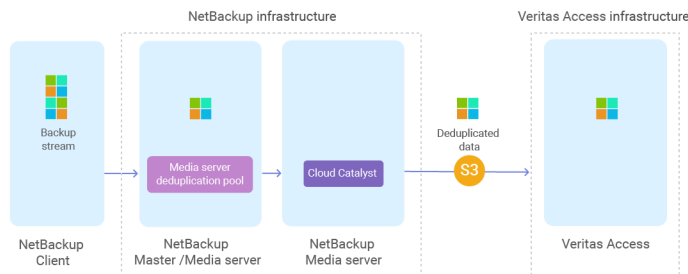 NetBackup infrastructure
Veritas Access infrastructure
Backup
stream
Media server
deduplication pool
Cloud Catalyst
Deduplicated
data
S3
NetBackup
Client
NetBackup
Master /Media server
NetBackup
Media server
Veritas Access